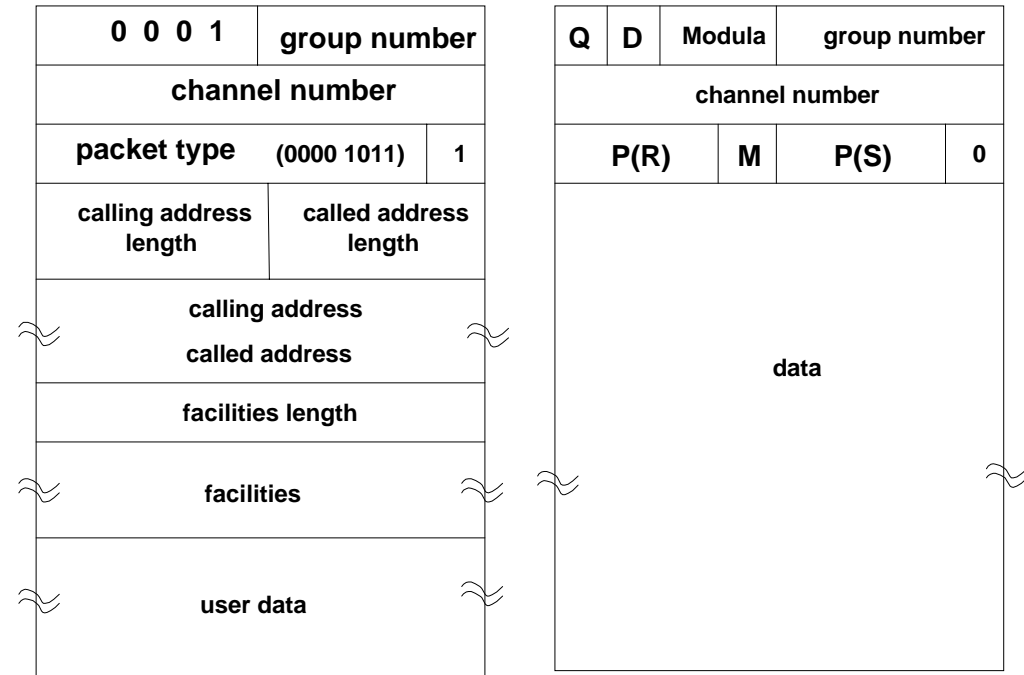 0 0 0 1 group number
channel number
packet type (0000 1011) 1
calling address length
called address length
calling address
called address
facilities length
facilities
user data
Q D Modula group number
channel number
P(R) M P(S) 0
data